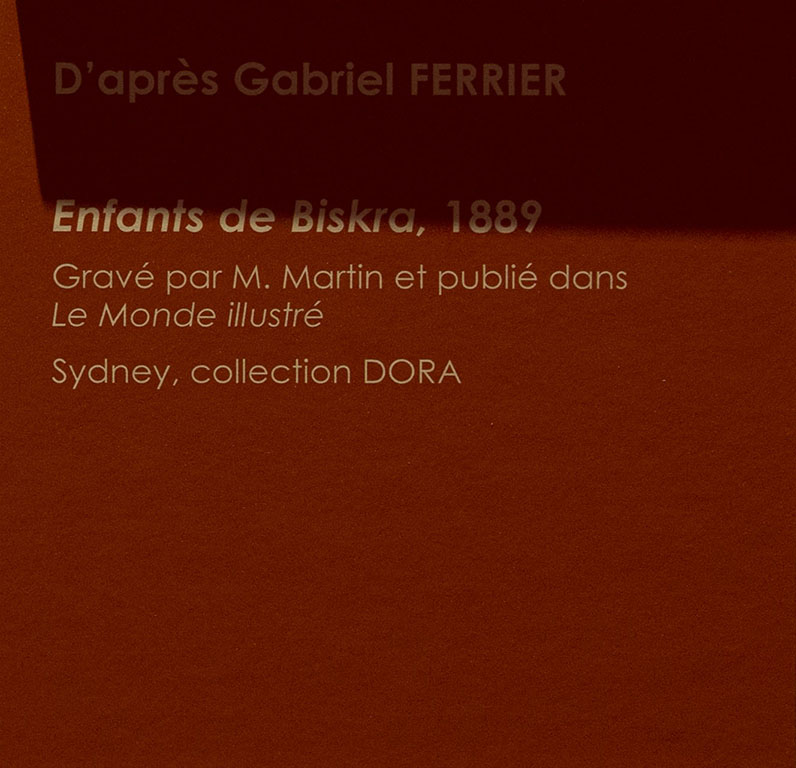 D’après Gabriel FERRIER
Enfants de Biskra, 1889
Gravé par M. Martin et publié dans
Le Monde illustré
Sydney, collection DORA